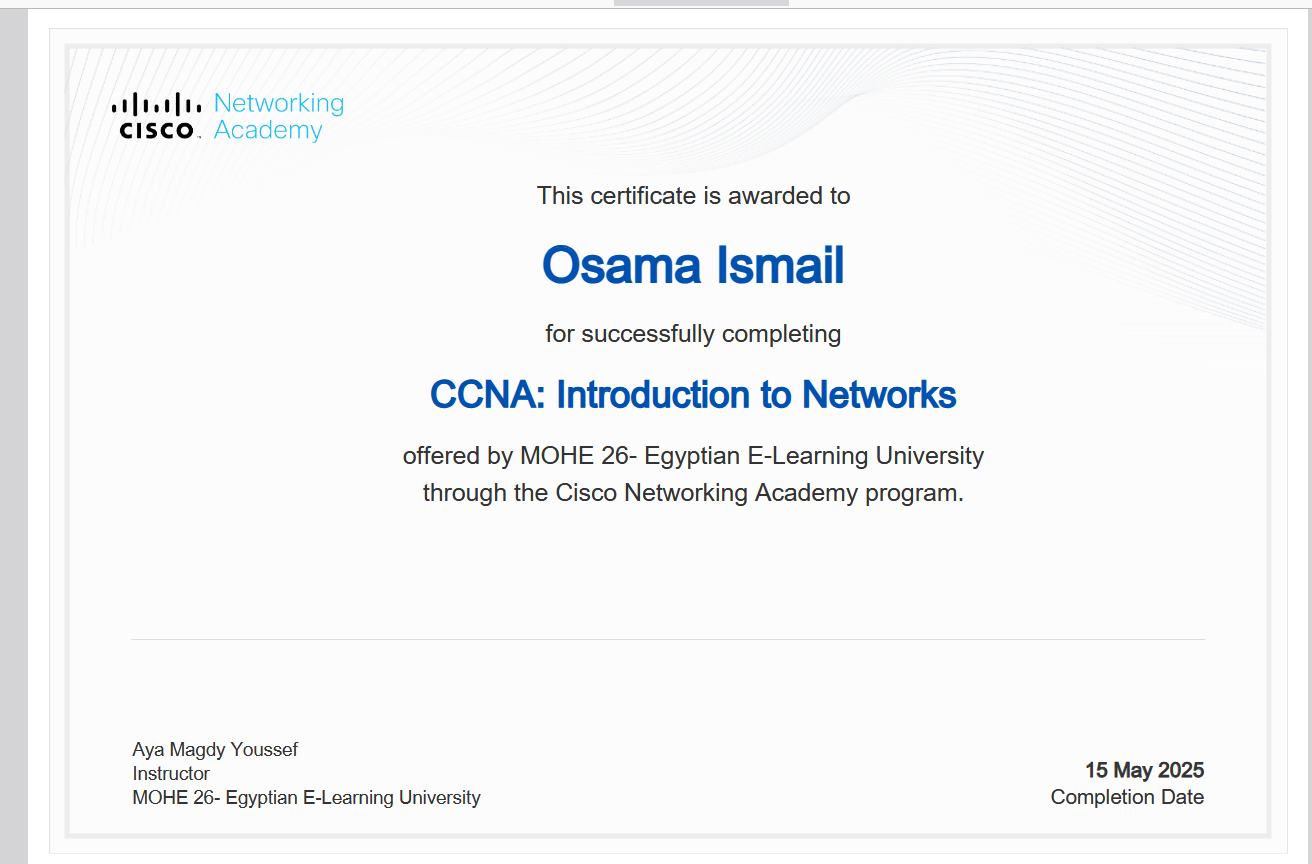 Networking
CISCO Academy
This certificate is awarded to
Osama Ismail
for successfully completing
CCNA: Introduction to Networks
offered by MOHE 26- Egyptian E-Learning University
through the Cisco Networking Academy program.
Aya Magdy Youssef
Instructor
MOHE 26- Egyptian E-Learning University
15 May 2025
Completion Date